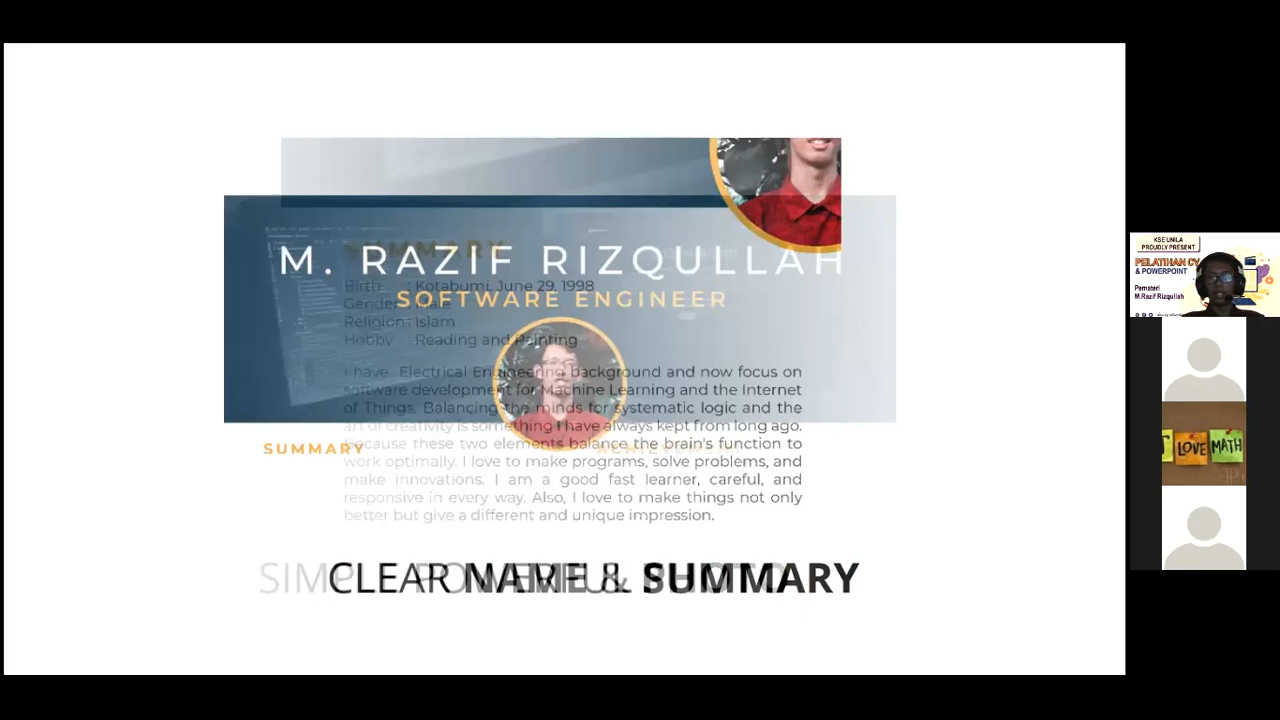 M. RAZIF RIZQULLAH
SOFTWARE ENGINEER
SUMMARY
Birth : Kotabumi, June 29, 1998
Gender : Male
Religion : Islam
Hobby : Reading and Painting
I have Electrical Engineering background and now focus on
software development for Machine Learning and the Internet
of Things. Balancing the minds for systematic logic and the
art of creativity is something I have always kept from long ago.
Because these two elements balance the brain's function to
work optimally. I love to make programs, solve problems, and
make innovations. I am a good fast learner, careful, and
responsive in every way. Also, I love to make things not only
better but give a different and unique impression.
SUMMARY
ACHIEVEMENT
CLEAR NAME & SUMMARY
KSE UNILA
PROUDLY PRESENT
PELATIHAN CV
& POWERPOINT
Pemateri
M.Razif Rizqullah
LOVE
MATH